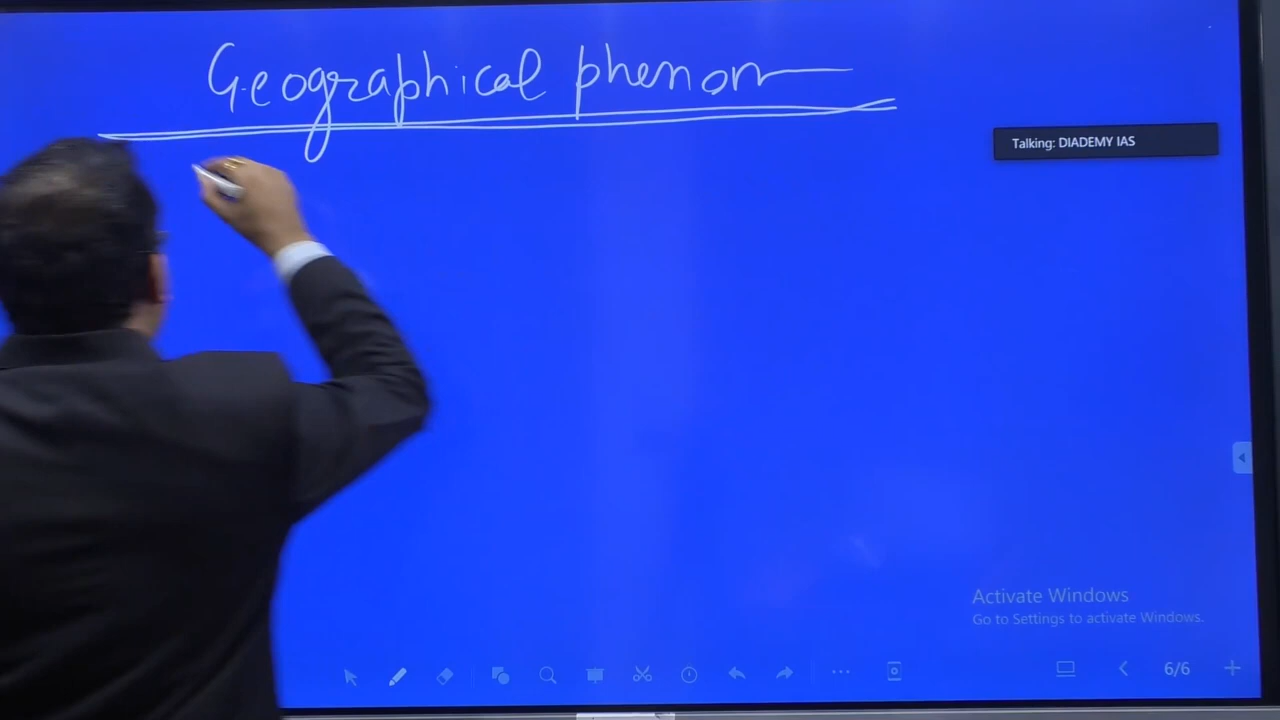 Geographical phenom
Talking: DIADEMY IAS
Activate Windows
Go to Settings to activate Windows.
6/6